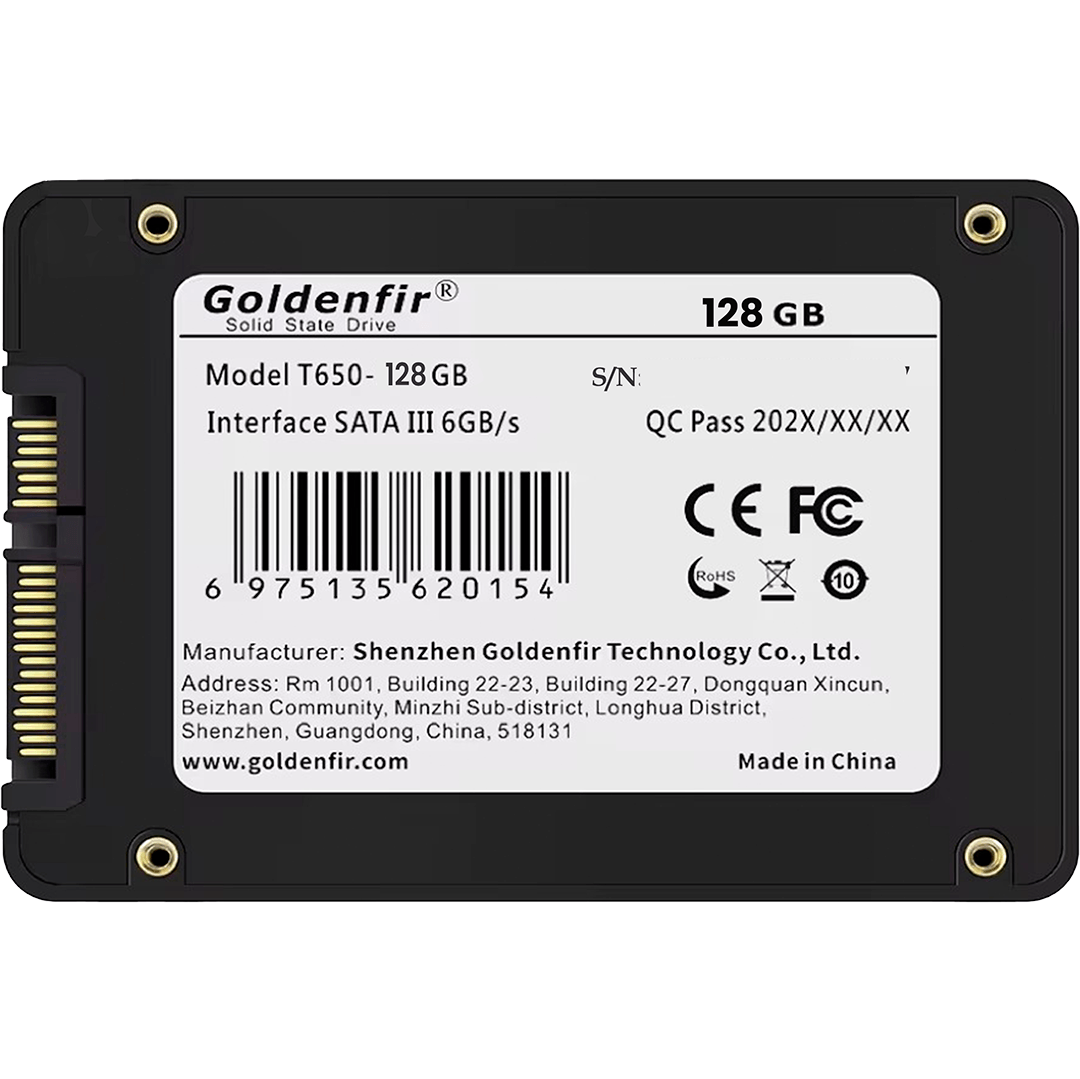 Goldenfir®
Solid State Drive
128 GB
Model T650- 128 GB
S/N:
Interface SATA III 6GB/s
QC Pass 202X/XX/XX
CE FC
RoHS
10
6 975135 620154
Manufacturer: Shenzhen Goldenfir Technology Co., Ltd.
Address: Rm 1001, Building 22-23, Building 22-27, Dongquan Xincun,
Beizhan Community, Minzhi Sub-district, Longhua District,
Shenzhen, Guangdong, China, 518131
www.goldenfir.com
Made in China